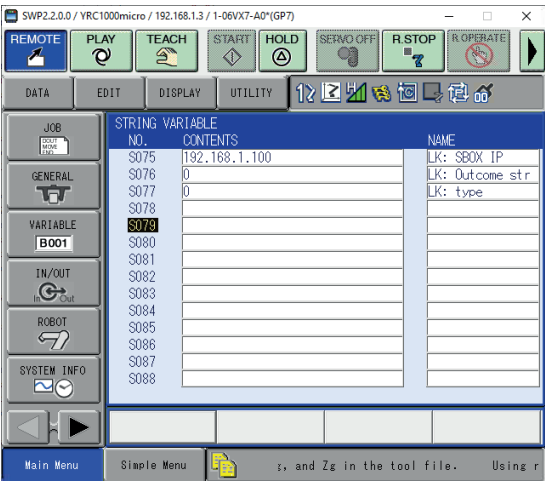 SWP2.2.0.0 / YRC1000micro / 192.168.1.3 / 1-06VX7-A0*(GP7)
REMOTE PLAY TEACH START HOLD SERVO OFF R.STOP R.OPERATE
DATA EDIT DISPLAY UTILITY
JOB
DOUT
MOVE
END
GENERAL
VARIABLE
B001
IN/OUT
In Out
ROBOT
SYSTEM INFO
STRING VARIABLE
NO. CONTENTS NAME
S075 192.168.1.100 LK: SBOX IP
S076 0 LK: Outcome str
S077 0 LK: type
S078
S079
S080
S081
S082
S083
S084
S085
S086
S087
S088
Main Menu Simple Menu , and Zg in the tool file. Using r